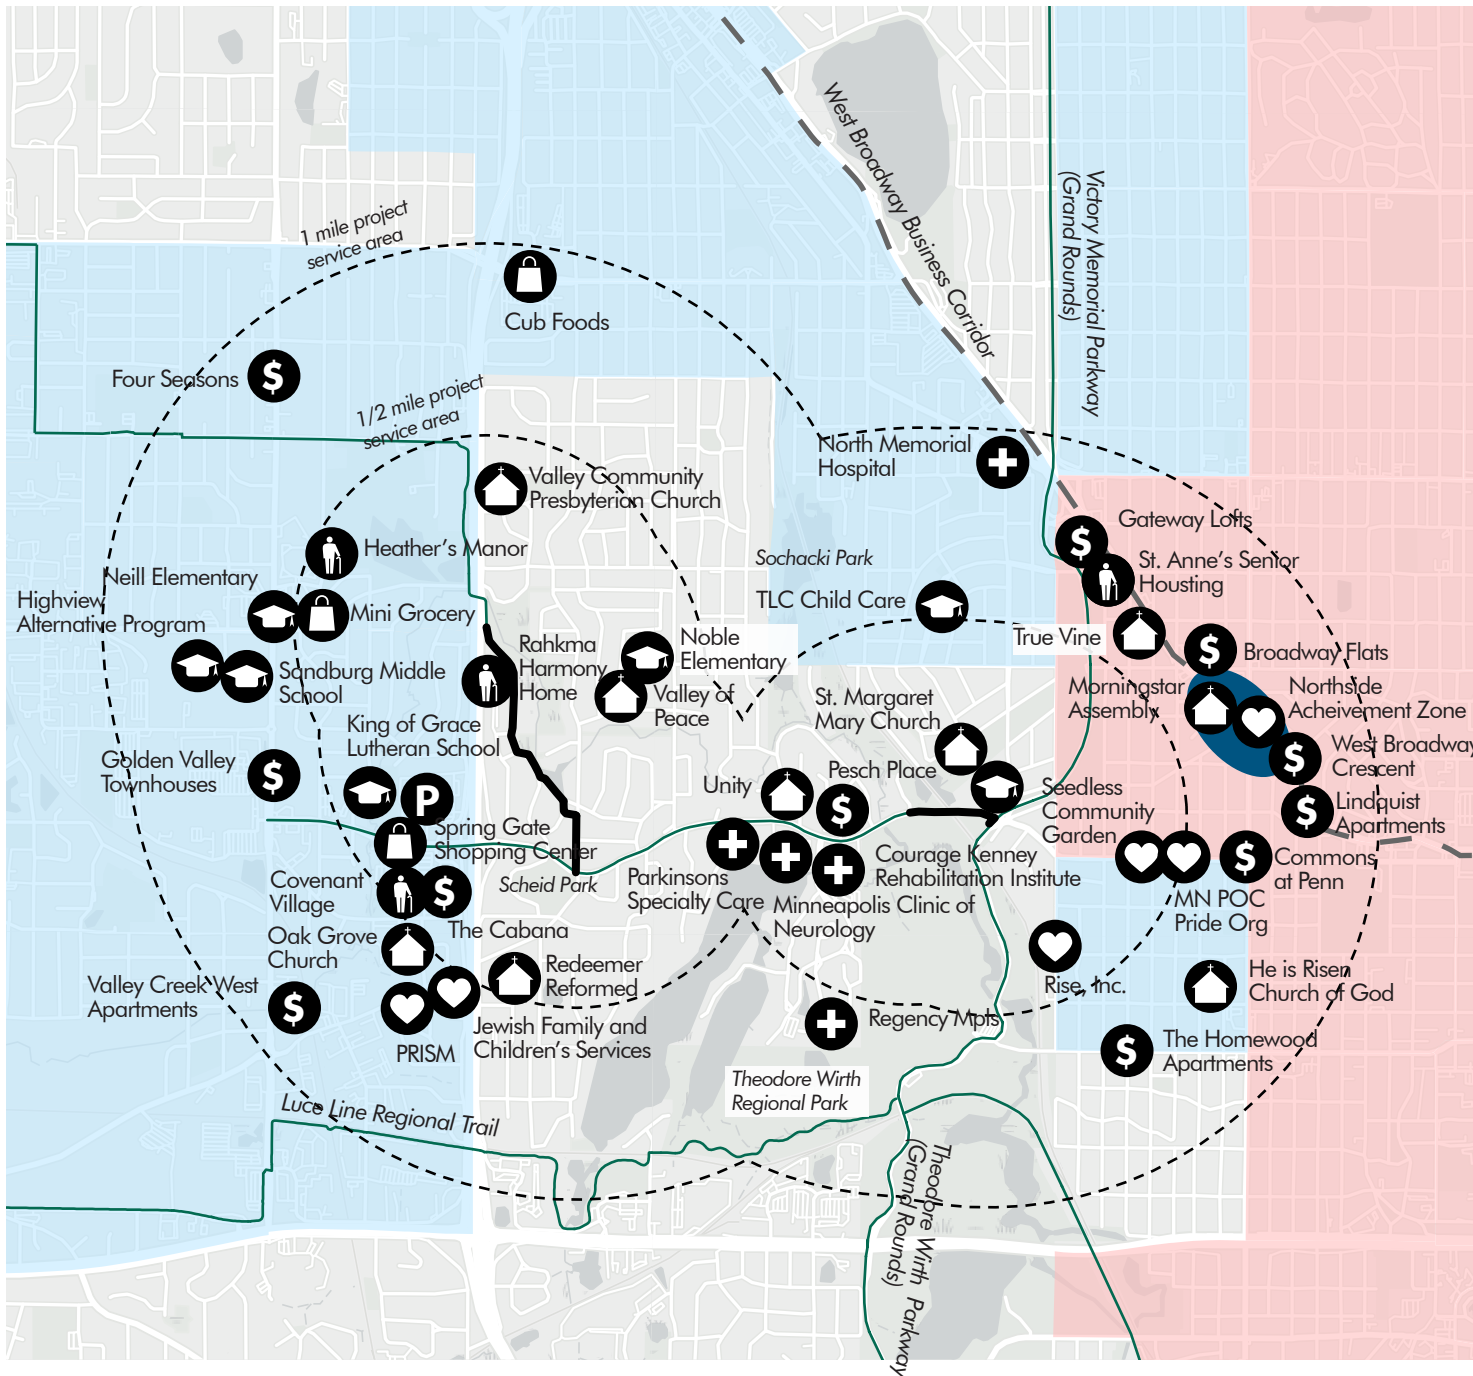 1 mile project
service area
West Broadway Business Corridor
Victory Memorial Parkway
(Grand Rounds)
Cub Foods
Four Seasons
$
1/2 mile project
service area
North Memorial
Hospital
Valley Community
Presbyterian Church
Gateway Lofts
$
Heather's Manor
Sochacki Park
St. Anne's Senior
Housting
Neill Elementary
Highview
Alternative Program
Mini Grocery
TLC Child Care
True Vine
Rahkma
Harmony
Home
Noble
Elementary
$
Broadway Flats
Sandburg Middle
School
Valley of
Peace
St. Margaret
Mary Church
Morningstar
Assembly
Northside
Acheivement Zone
King of Grace
Lutheran School
Golden Valley
Townhouses
$
Unity
Pesch Place
$
$
West Broadway
Crescent
P
Seedless
Community
Garden
$
Lindquist
Apartments
Spring Gate
Shopping Center
Scheid Park
Parkinsons
Specialty Care
Courage Kenney
Rehabilitation Institute
Minneapolis Clinic of
Neurology
$
Commons
at Penn
MN POC
Pride Org
Covenant
Village
$
The Cabana
Oak Grove
Church
Redeemer
Reformed
Rise, Inc.
He is Risen
Church of God
Valley Creek West
Apartments
$
PRISM
Jewish Family and
Children's Services
Regency Mpts
$
The Homewood
Apartments
Theodore Wirth
Regional Park
Luce Line Regional Trail
Theodore Wirth Parkway
(Grand Rounds)